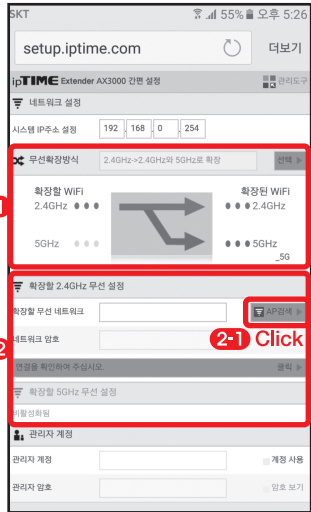 SKT 55% 오후 5:26
setup.iptime.com 더보기
ipTIME Extender AX3000 간편 설정 관리도구
네트워크 설정
시스템 IP주소 설정 192 . 168 . 0 . 254
무선확장방식 2.4GHz->2.4GHz와 5GHz로 확장 선택
확장할 WiFi 확장된 WiFi
2.4GHz 2.4GHz
5GHz 5GHz
_5G
확장할 2.4GHz 무선 설정
확장할 무선 네트워크 AP검색
네트워크 암호 2-1 Click
2
연결을 확인하여 주십시오. 클릭
확장할 5GHz 무선 설정
비활성화됨
관리자 계정
관리자 계정 계정 사용
관리자 암호 암호 보기